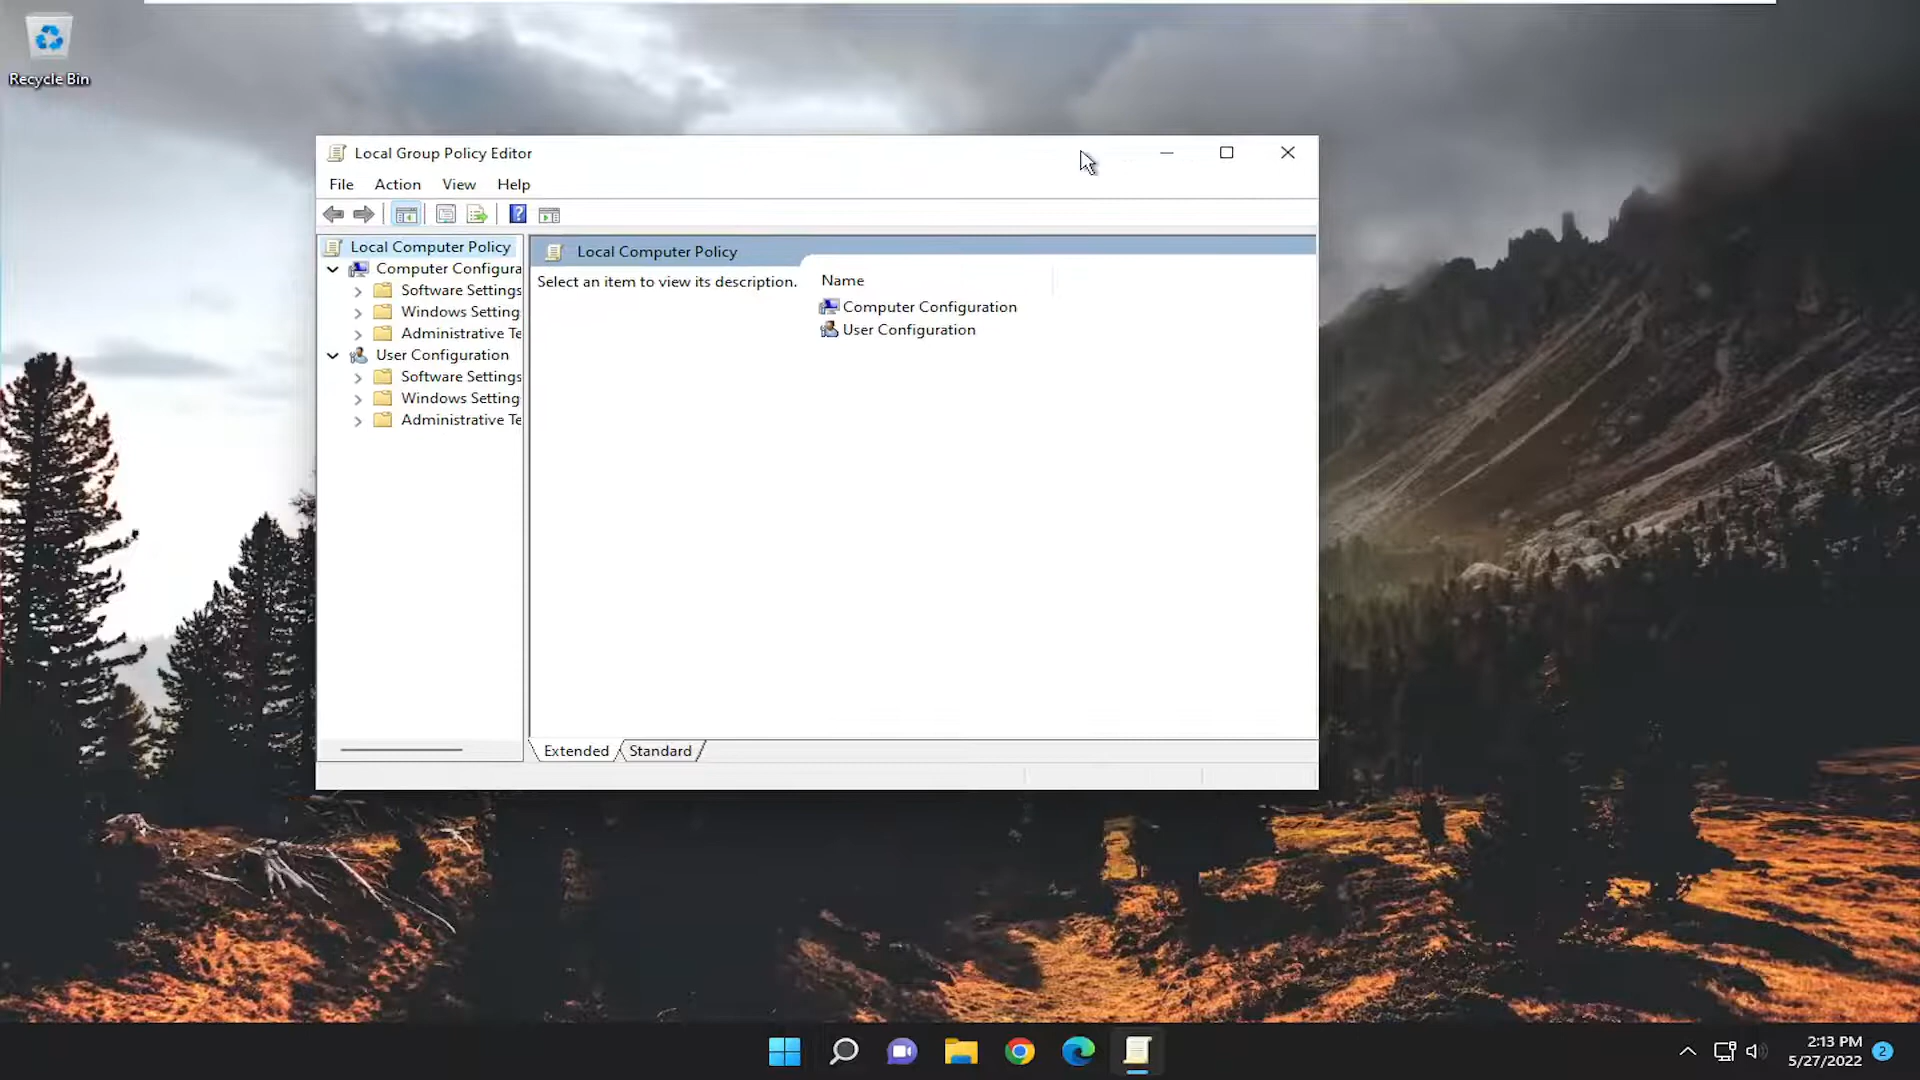 Recycle Bin
Local Group Policy Editor
File Action View Help
?
Local Computer Policy
Computer Configura
Software Settings
Windows Setting
Administrative Te
User Configuration
Software Settings
Windows Setting
Administrative Te
Local Computer Policy
Select an item to view its description.
Name
Computer Configuration
User Configuration
Extended Standard
2:13 PM
5/27/2022
2